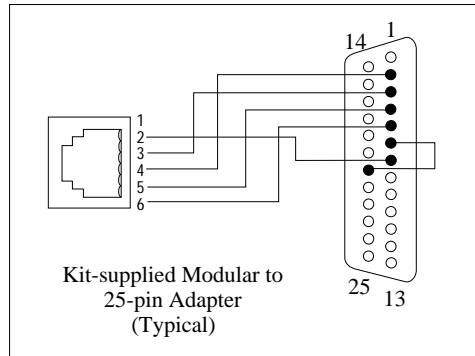 14 1
1
2
3
4
5
6
25 13
Kit-supplied Modular to
25-pin Adapter
(Typical)